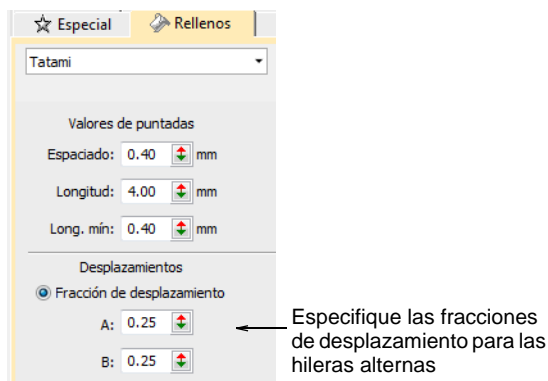 Especial Rellenos
Tatami
Valores de puntadas
Espaciado: 0.40 mm
Longitud: 4.00 mm
Long. mín: 0.40 mm
Desplazamientos
Fracción de desplazamiento
A: 0.25
B: 0.25
Especifique las fracciones
de desplazamiento para las
hileras alternas